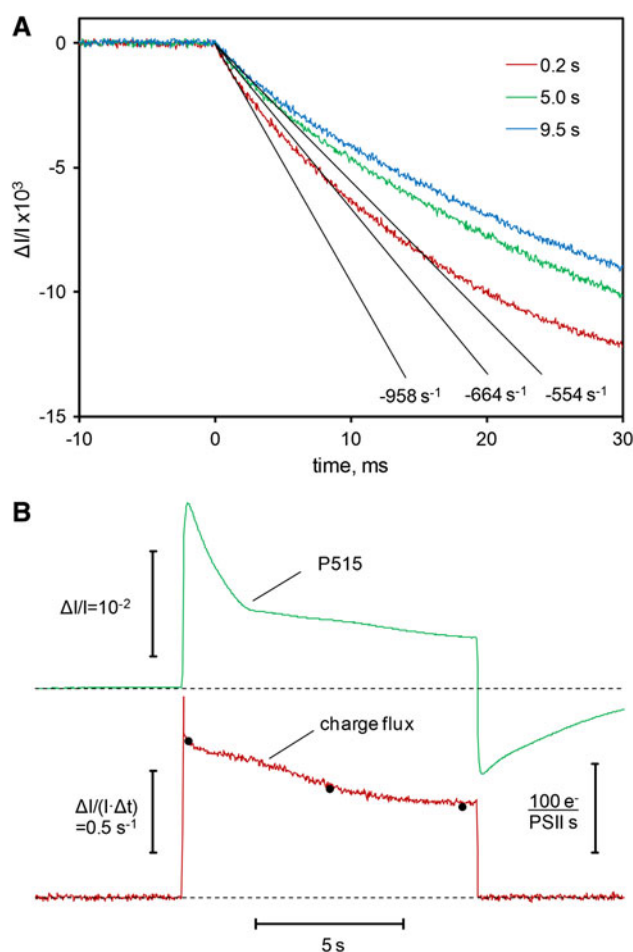 A
0
-5
-10
-15
ΔI/I x10³
-10
0
10
20
30
time, ms
0.2 s
5.0 s
9.5 s
-958 s⁻¹
-664 s⁻¹
-554 s⁻¹
B
P515
ΔI/I=10⁻²
charge flux
ΔI/(I·Δt)
=0.5 s⁻¹
100 e⁻
PSII s
5 s